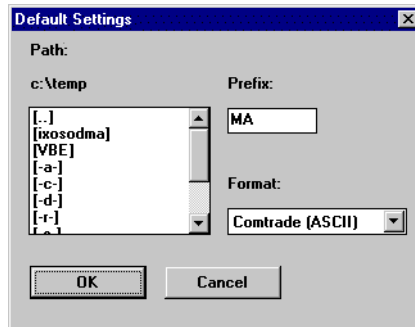 Default Settings
Path:
c:\temp
Prefix:
[..]
[ixosodma]
[VBE]
[-a-]
[-c-]
[-d-]
[-r-]
MA
Format:
Comtrade (ASCII)
OK
Cancel